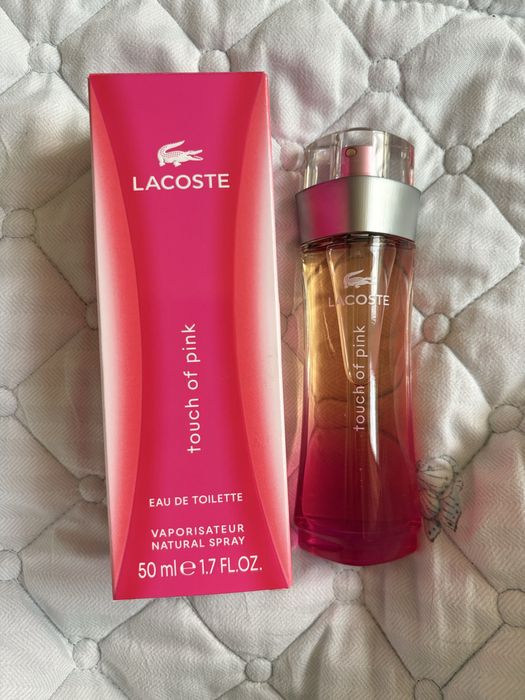 LACOSTE
touch of pink
EAU DE TOILETTE
VAPORISATEUR
NATURAL SPRAY
50 ml e 1.7 FL.OZ.
LACOSTE
touch of pink